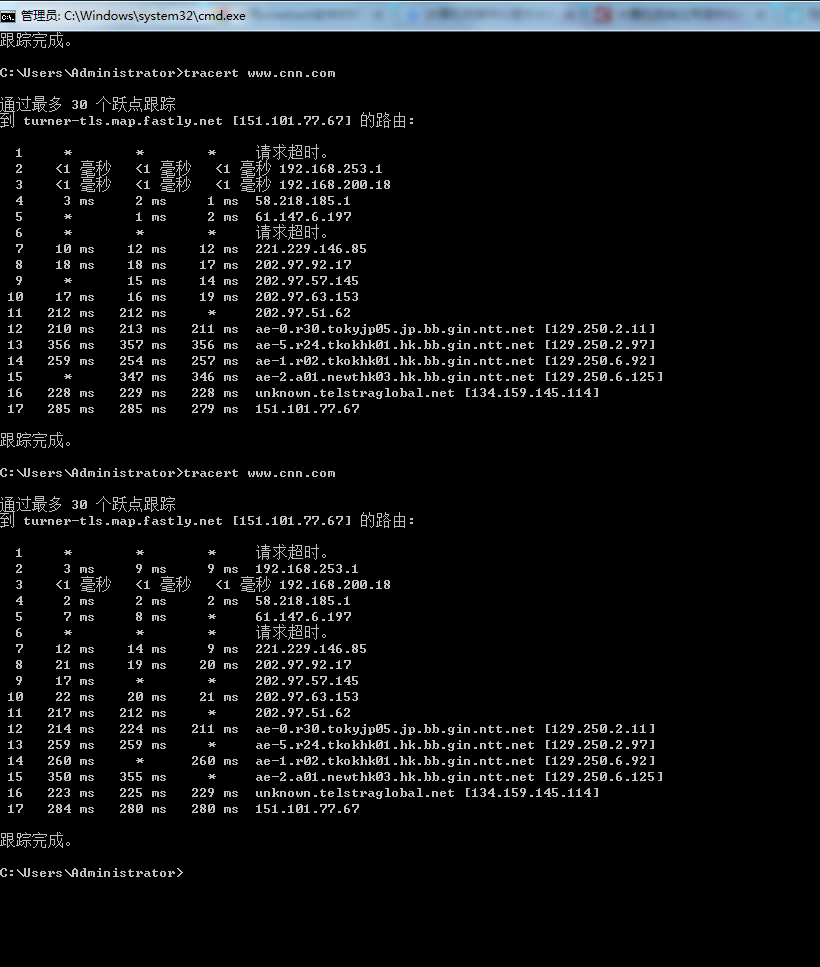 管理员: C:\Windows\system32\cmd.exe
跟踪完成。
C:\Users\Administrator>tracert www.cnn.com
通过最多 30 个跃点跟踪
到 turner-tls.map.fastly.net [151.101.77.67] 的路由:
1 * * * 请求超时。
2 <1 毫秒 <1 毫秒 <1 毫秒 192.168.253.1
3 <1 毫秒 <1 毫秒 <1 毫秒 192.168.200.18
4 3 ms 2 ms 1 ms 58.218.185.1
5 * 1 ms 2 ms 61.147.6.197
6 * * * 请求超时。
7 10 ms 12 ms 12 ms 221.229.146.85
8 18 ms 18 ms 17 ms 202.97.92.17
9 * 15 ms 14 ms 202.97.57.145
10 17 ms 16 ms 19 ms 202.97.63.153
11 212 ms 212 ms * 202.97.51.62
12 210 ms 213 ms 211 ms ae-0.r30.tokyjp05.jp.bb.gin.ntt.net [129.250.2.11]
13 356 ms 357 ms 356 ms ae-5.r24.tkokhk01.hk.bb.gin.ntt.net [129.250.2.97]
14 259 ms 254 ms 257 ms ae-1.r02.tkokhk01.hk.bb.gin.ntt.net [129.250.6.92]
15 * 347 ms 346 ms ae-2.a01.newthk03.hk.bb.gin.ntt.net [129.250.6.125]
16 228 ms 229 ms 228 ms unknown.telstraglobal.net [134.159.145.114]
17 285 ms 285 ms 279 ms 151.101.77.67
跟踪完成。
C:\Users\Administrator>tracert www.cnn.com
通过最多 30 个跃点跟踪
到 turner-tls.map.fastly.net [151.101.77.67] 的路由:
1 * * * 请求超时。
2 3 ms 9 ms 9 ms 192.168.253.1
3 <1 毫秒 <1 毫秒 <1 毫秒 192.168.200.18
4 2 ms 2 ms 2 ms 58.218.185.1
5 7 ms 8 ms * 61.147.6.197
6 * * * 请求超时。
7 12 ms 14 ms 9 ms 221.229.146.85
8 21 ms 19 ms 20 ms 202.97.92.17
9 17 ms * * 202.97.57.145
10 22 ms 20 ms 21 ms 202.97.63.153
11 217 ms 212 ms * 202.97.51.62
12 214 ms 224 ms 211 ms ae-0.r30.tokyjp05.jp.bb.gin.ntt.net [129.250.2.11]
13 259 ms 259 ms * ae-5.r24.tkokhk01.hk.bb.gin.ntt.net [129.250.2.97]
14 260 ms * 260 ms ae-1.r02.tkokhk01.hk.bb.gin.ntt.net [129.250.6.92]
15 350 ms 355 ms * ae-2.a01.newthk03.hk.bb.gin.ntt.net [129.250.6.125]
16 223 ms 225 ms 229 ms unknown.telstraglobal.net [134.159.145.114]
17 284 ms 280 ms 280 ms 151.101.77.67
跟踪完成。
C:\Users\Administrator>